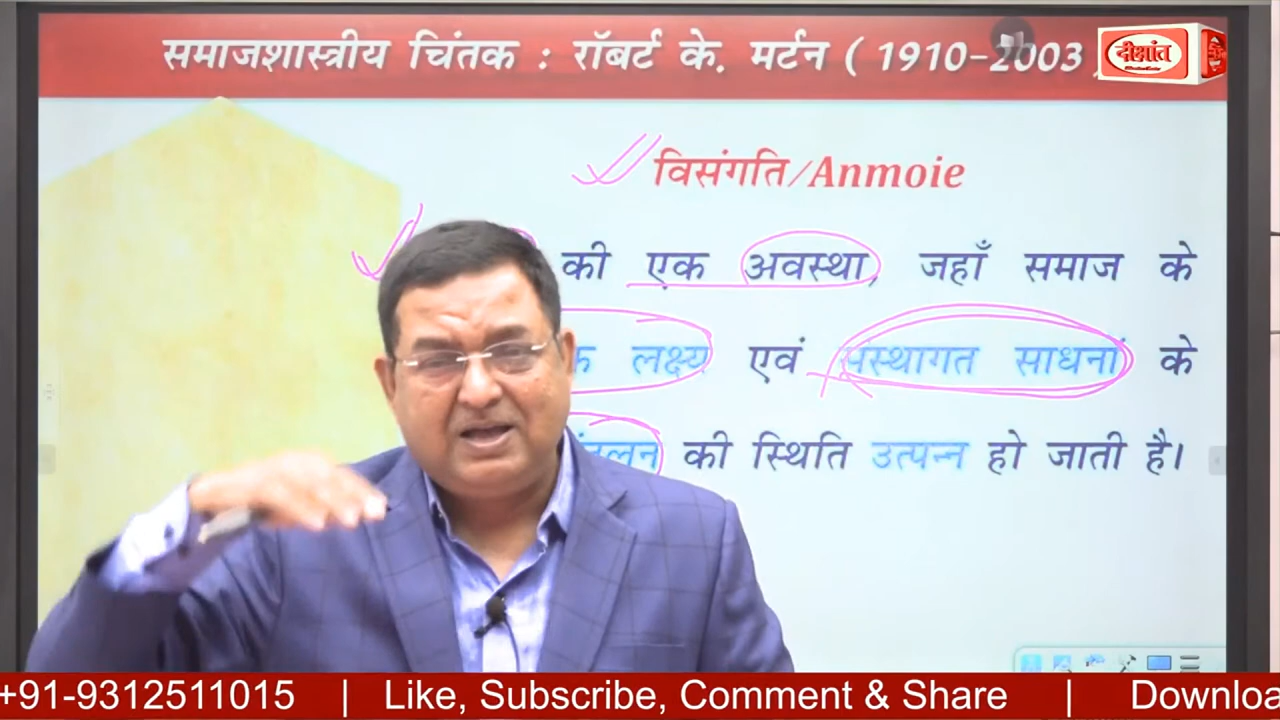 समाजशास्त्रीय चिंतक : रॉबर्ट के. मर्टन ( 1910-2003 )
दीक्षांत
विसंगति/Anmoie
की एक अवस्था, जहाँ समाज के
लक्ष्य एवं संस्थागत साधनों के
की स्थिति उत्पन्न हो जाती है।
+91-9312511015 | Like, Subscribe, Comment & Share | Downloa